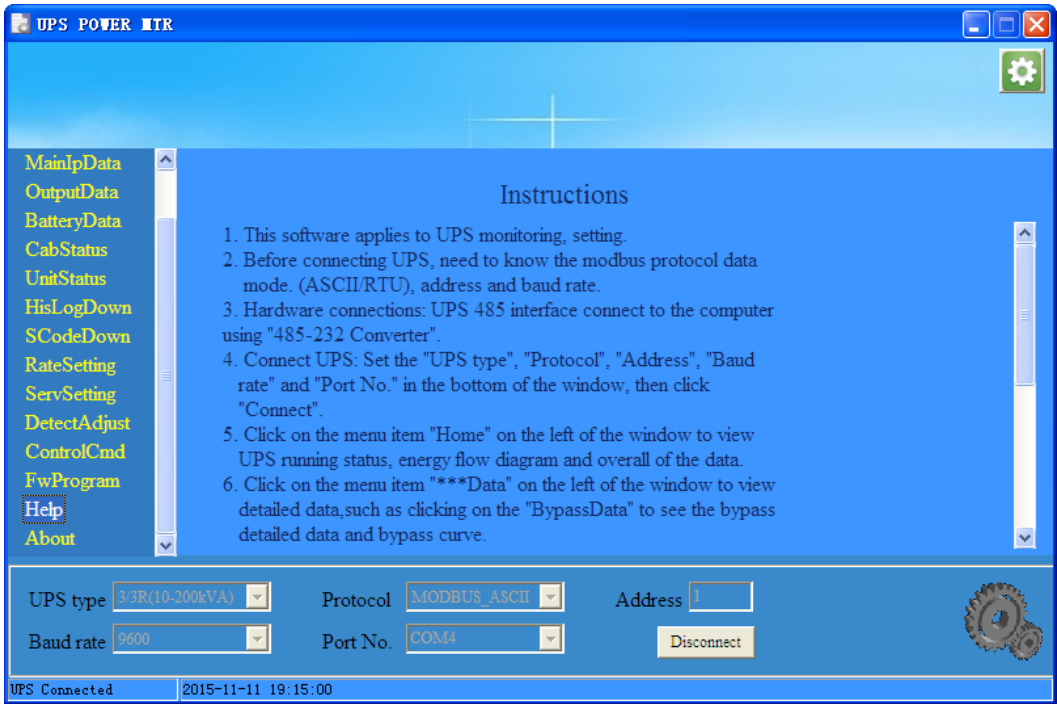 UPS POWER MTR
MainIpData
OutputData
BatteryData
CabStatus
UnitStatus
HisLogDown
SCodeDown
RateSetting
ServSetting
DetectAdjust
ControlCmd
FwProgram
Help
About
Instructions
1. This software applies to UPS monitoring, setting.
2. Before connecting UPS, need to know the modbus protocol data
mode. (ASCII/RTU), address and baud rate.
3. Hardware connections: UPS 485 interface connect to the computer
using "485-232 Converter".
4. Connect UPS: Set the "UPS type", "Protocol", "Address", "Baud
rate" and "Port No." in the bottom of the window, then click
"Connect".
5. Click on the menu item "Home" on the left of the window to view
UPS running status, energy flow diagram and overall of the data.
6. Click on the menu item "***Data" on the left of the window to view
detailed data,such as clicking on the "BypassData" to see the bypass
detailed data and bypass curve.
UPS type 3/3R(10-200kVA) Protocol MODBUS_ASCII Address 1
Baud rate 9600 Port No. COM4 Disconnect
UPS Connected 2015-11-11 19:15:00